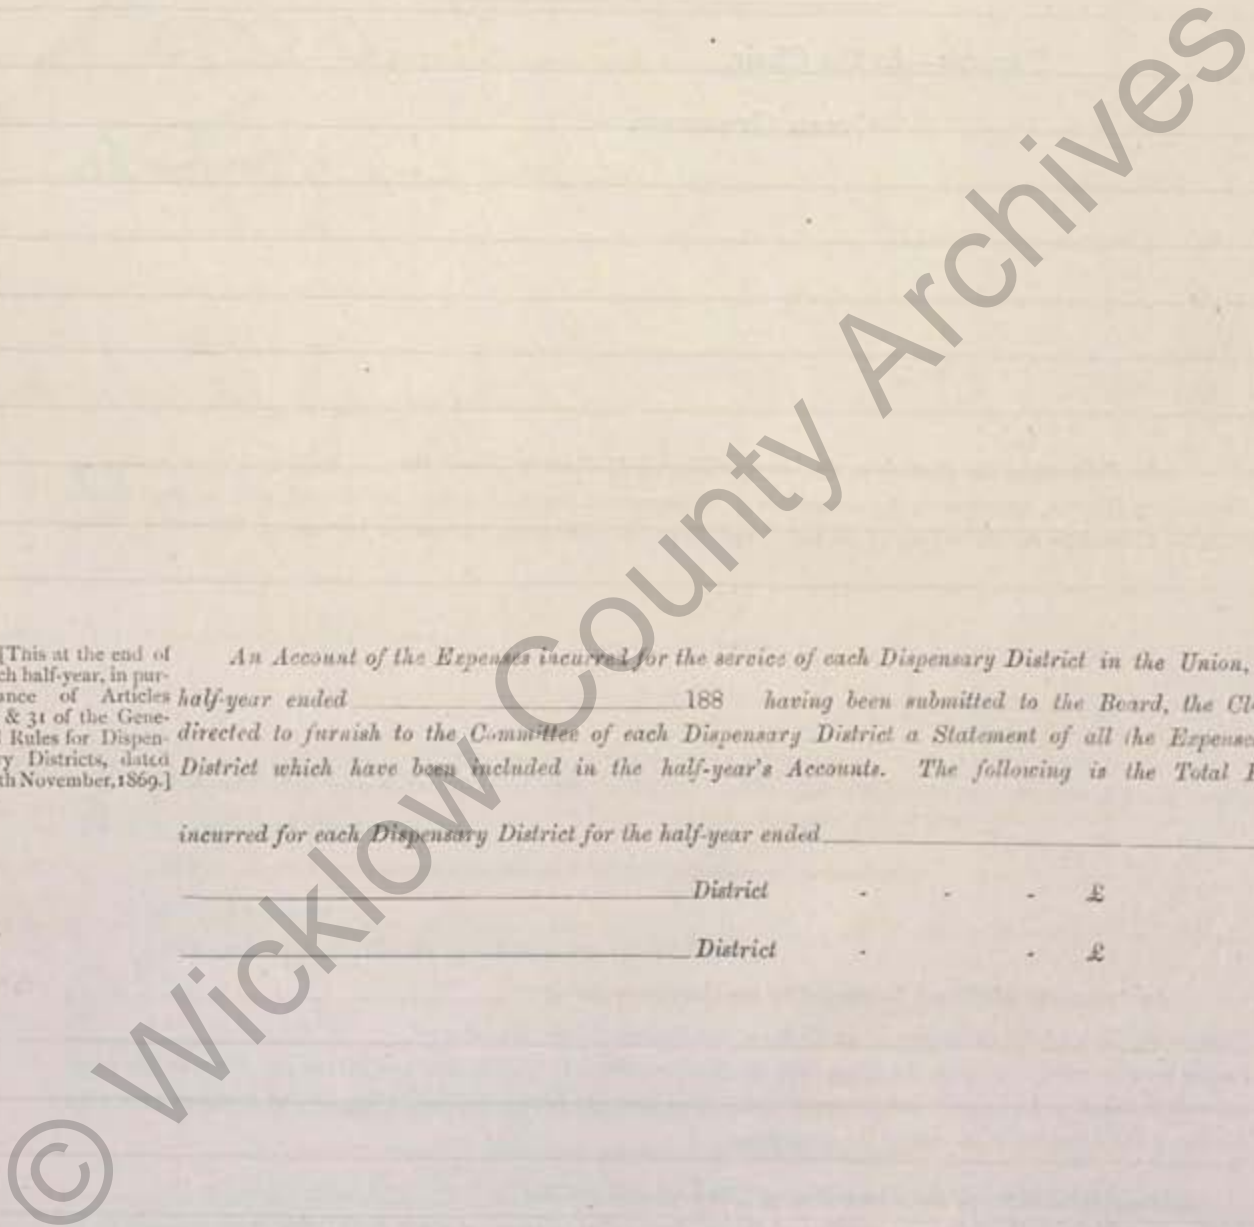 [This at the end of
ch half-year, in pur-
ance of Articles
& 31 of the Gene-
Rules for Dispen-
y Districts, dated
th November, 1869.]
An Account of the Expenses incurred for the service of each Dispensary District in the Union,
half-year ended 188 having been submitted to the Board, the Cl
directed to furnish to the Committee of each Dispensary District a Statement of all the Expense
District which have been included in the half-year's Accounts. The following is the Total E
incurred for each Dispensary District for the half-year ended
District - - - £
District - - £
© Wicklow County Archives